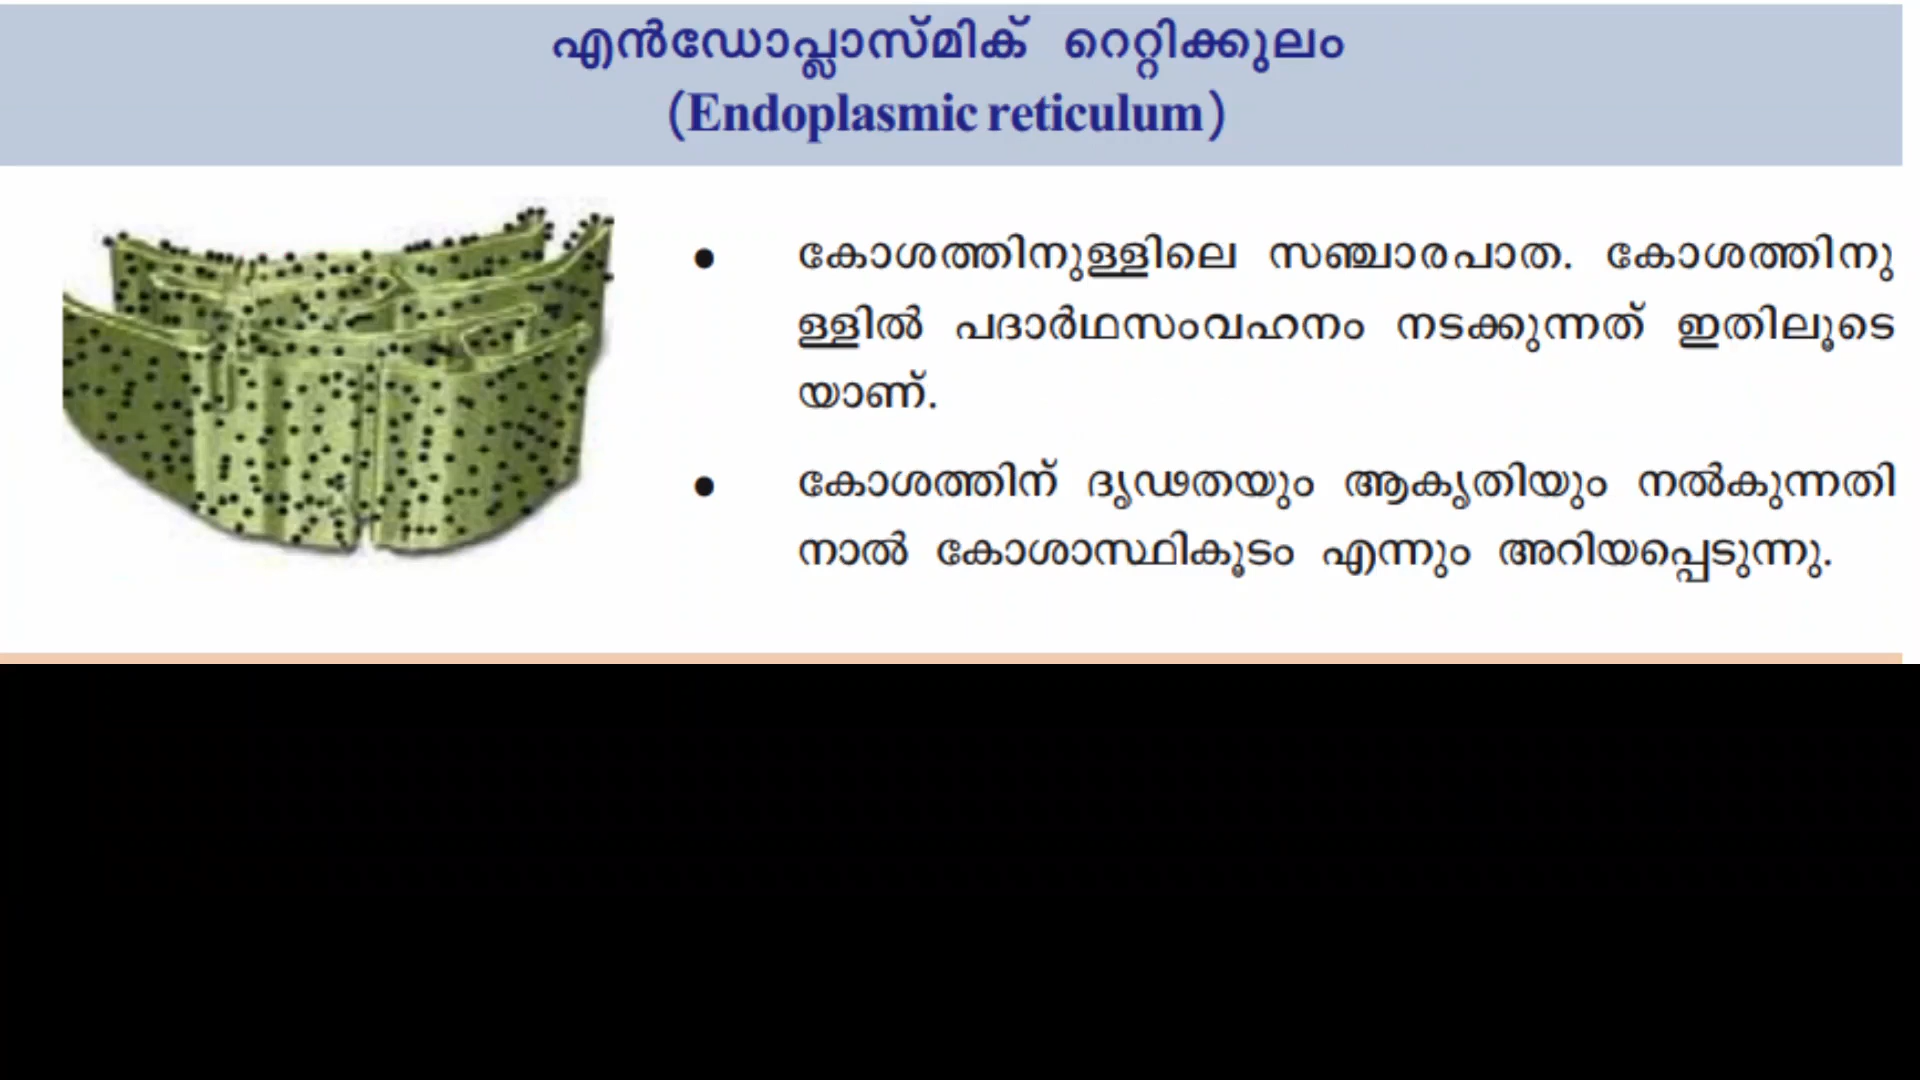 എൻഡോപ്ലാസ്മിക് റെറ്റിക്കുലം
(Endoplasmic reticulum)
• കോശത്തിനുള്ളിലെ സഞ്ചാരപാത. കോശത്തിനു
ള്ളിൽ പദാർഥസംവഹനം നടക്കുന്നത് ഇതിലൂടെ
യാണ്.
• കോശത്തിന് ദൃഢതയും ആകൃതിയും നൽകുന്നതി
നാൽ കോശാസ്ഥികൂടം എന്നും അറിയപ്പെടുന്നു.